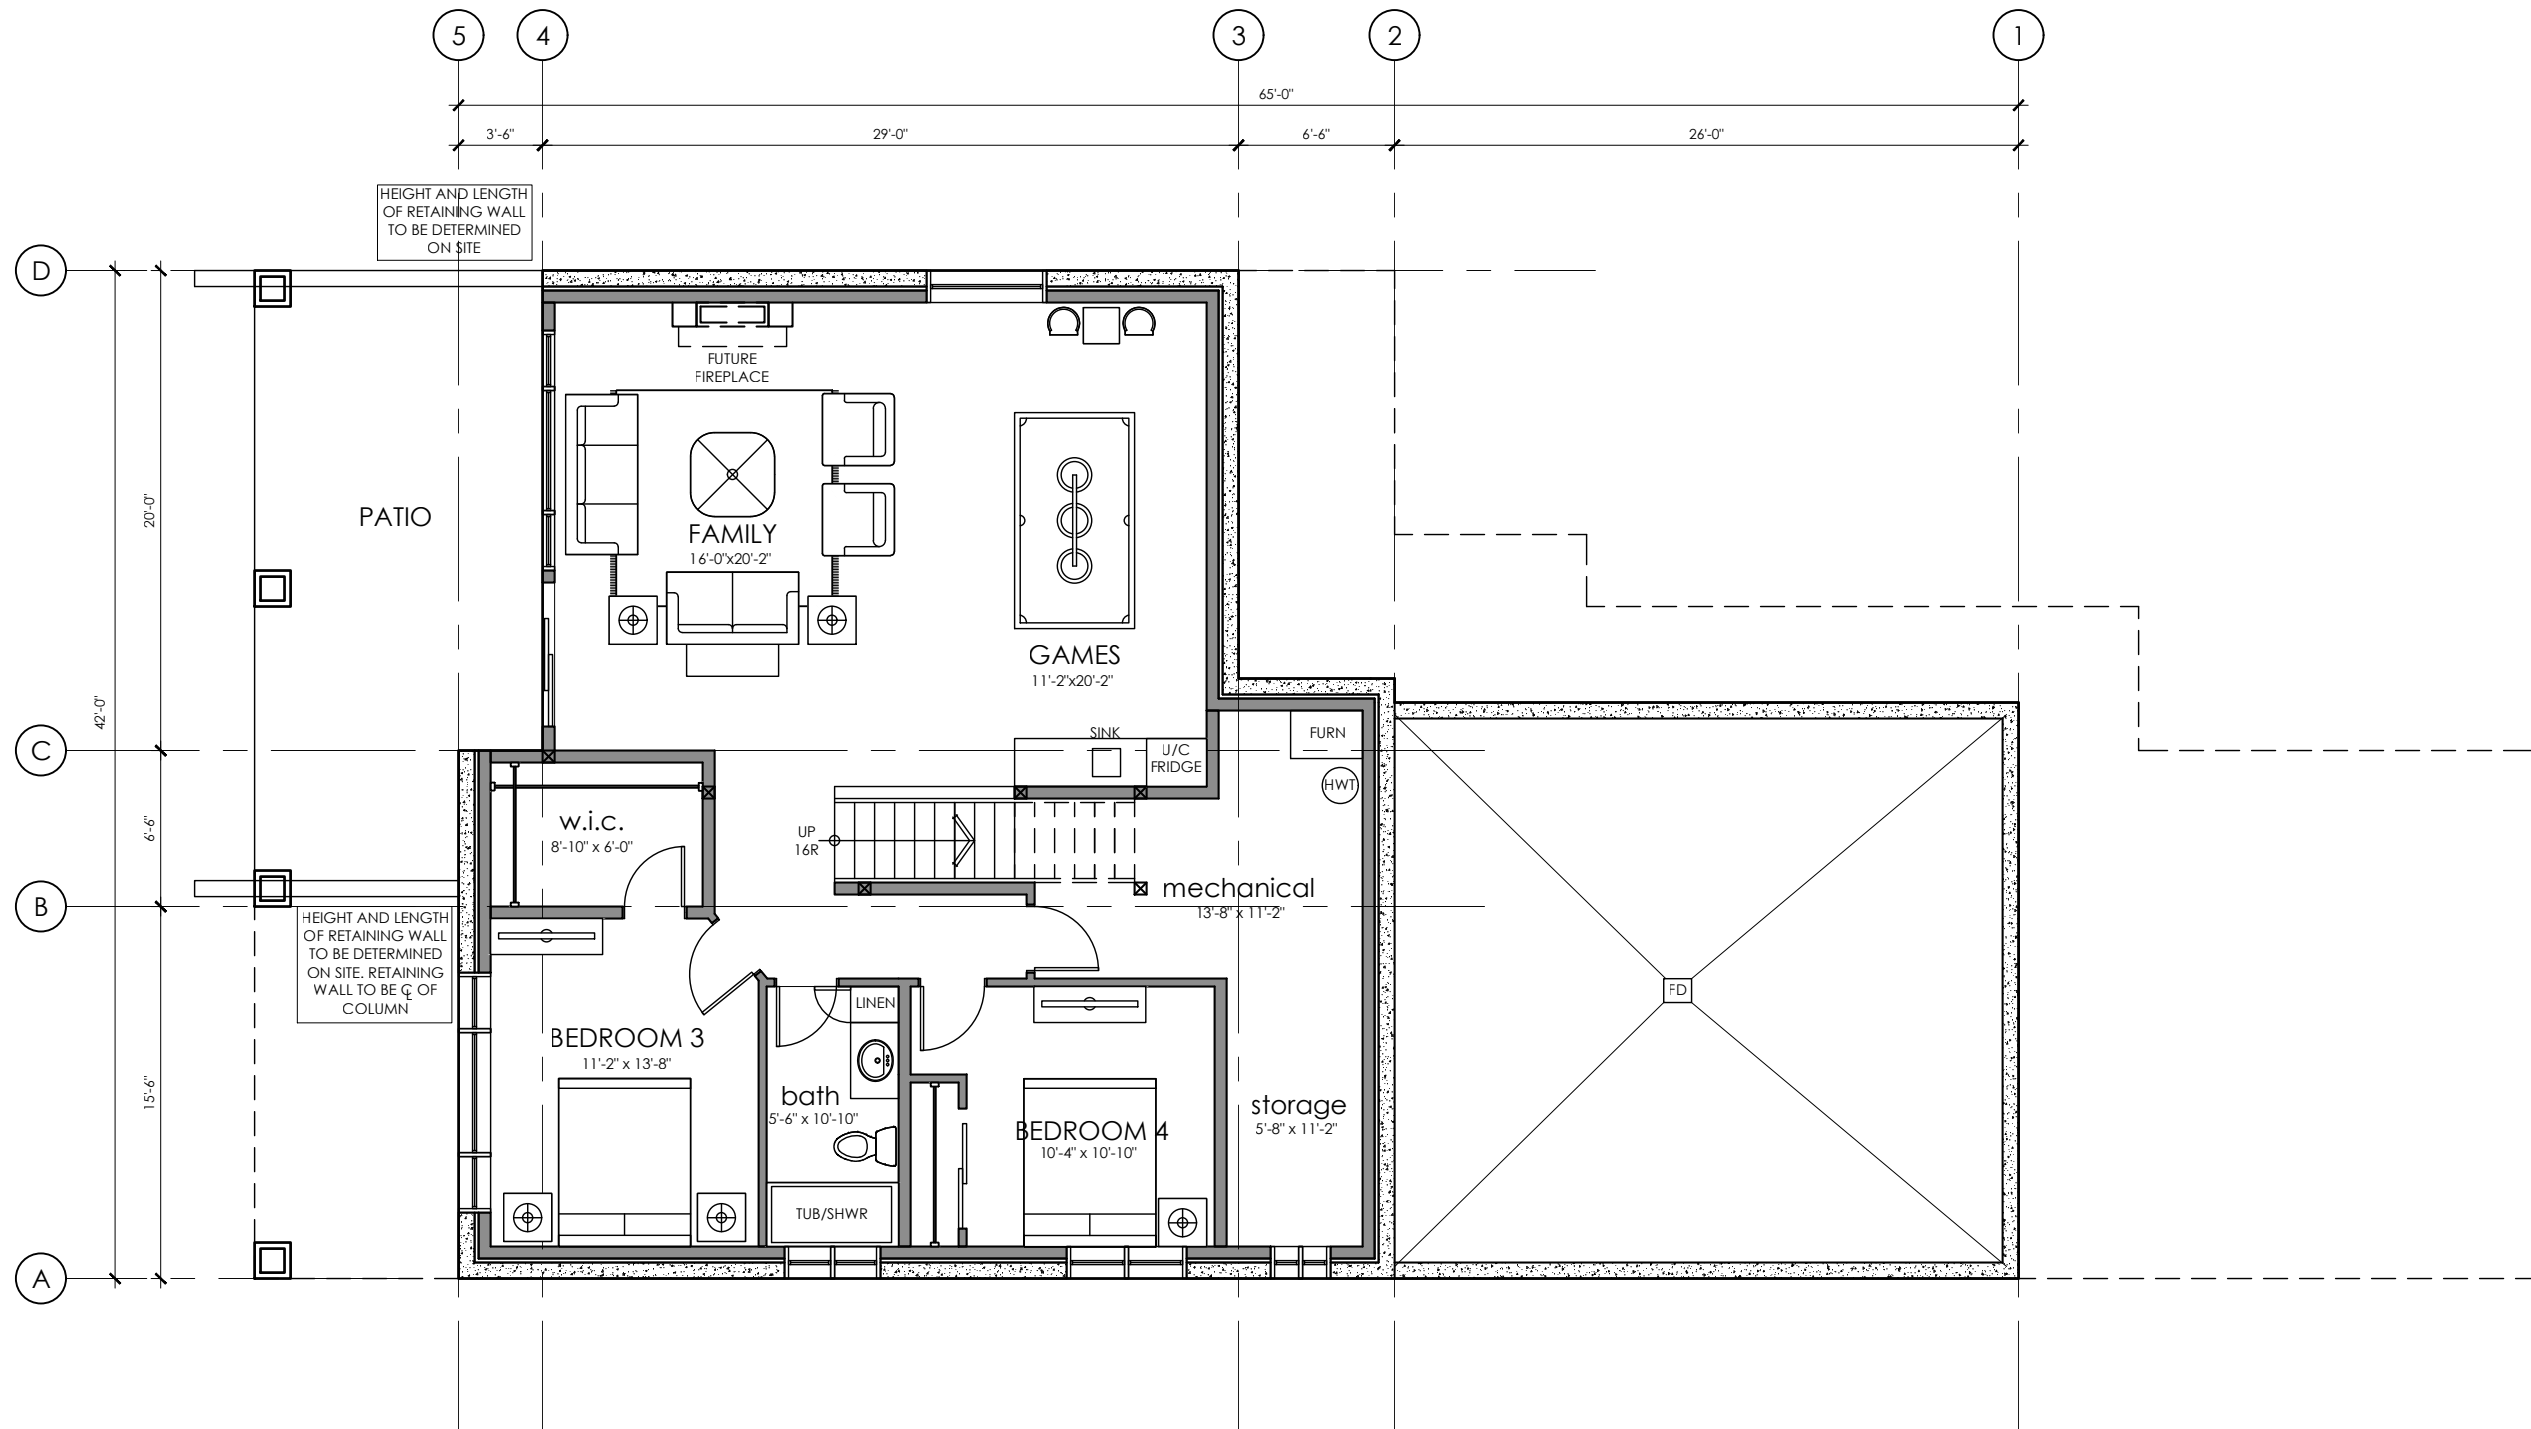 5
4
3
2
1
65'-0"
3'-6"
29'-0"
6'-6"
26'-0"
HEIGHT AND LENGTH
OF RETAINING WALL
TO BE DETERMINED
ON SITE
D
FUTURE
FIREPLACE
20'-0"
PATIO
FAMILY
16'-0"x20'-2"
GAMES
11'-2"x20'-2"
42'-0"
C
SINK
U/C
FRIDGE
FURN
HWT
6'-6"
w.i.c.
8'-10" x 6'-0"
UP
16R
mechanical
13'-8" x 11'-2"
B
HEIGHT AND LENGTH
OF RETAINING WALL
TO BE DETERMINED
ON SITE. RETAINING
WALL TO BE ℄ OF
COLUMN
LINEN
FD
BEDROOM 3
11'-2" x 13'-8"
15'-6"
bath
5'-6" x 10'-10"
BEDROOM 4
10'-4" x 10'-10"
storage
5'-8" x 11'-2"
TUB/SHWR
A